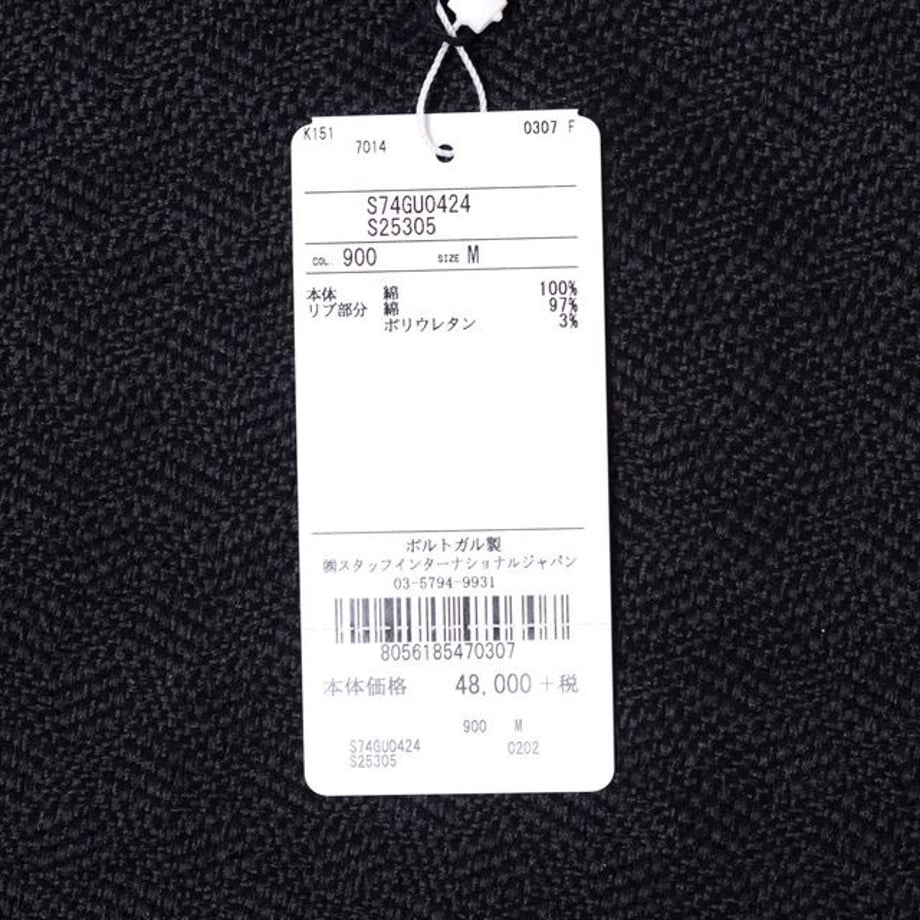 K151 0307 F
7014
S74GU0424
S25305
COL. 900 SIZE M
本体 綿 100%
リブ部分 綿 97%
ポリウレタン 3%
ポルトガル製
㈱スタッフインターナショナルジャパン
03-5794-9931
8056185470307
本体価格 48,000+税
900 M
S74GU0424 0202
S25305